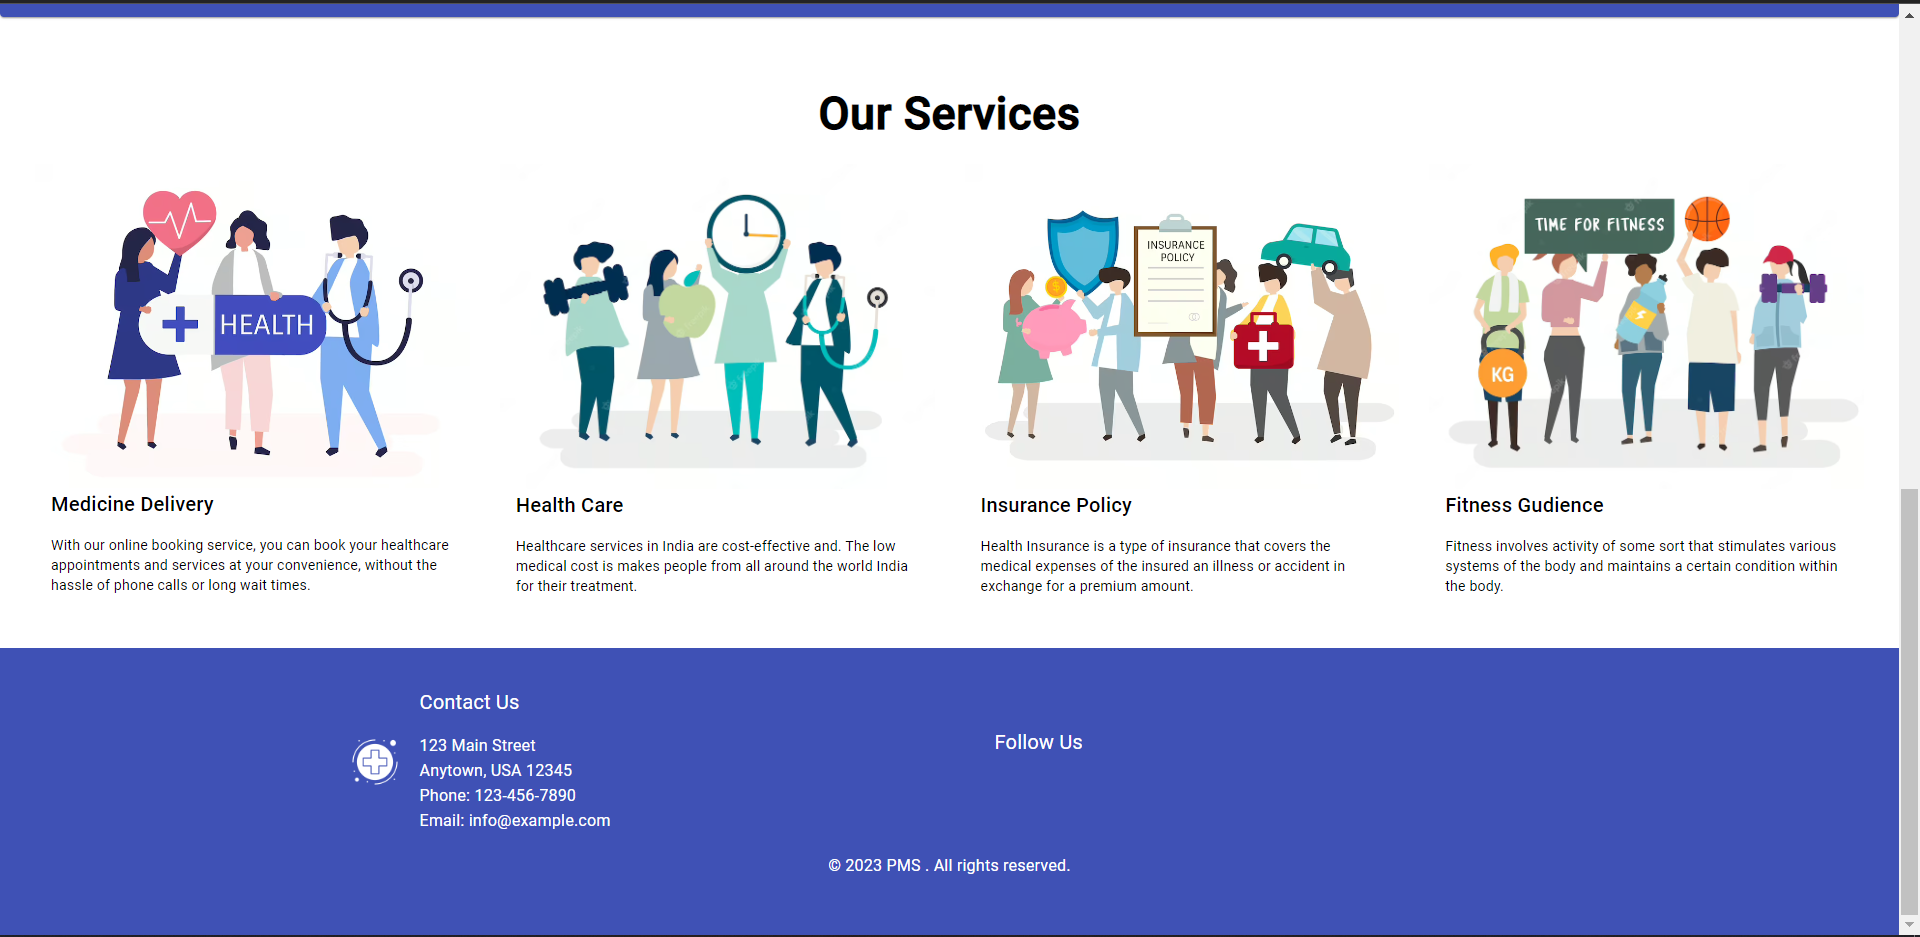 Our Services
HEALTH
INSURANCE
POLICY
$
TIME FOR FITNESS
KG
Medicine Delivery
With our online booking service, you can book your healthcare
appointments and services at your convenience, without the
hassle of phone calls or long wait times.
Health Care
Healthcare services in India are cost-effective and. The low
medical cost is makes people from all around the world India
for their treatment.
Insurance Policy
Health Insurance is a type of insurance that covers the
medical expenses of the insured an illness or accident in
exchange for a premium amount.
Fitness Gudience
Fitness involves activity of some sort that stimulates various
systems of the body and maintains a certain condition within
the body.
Contact Us
123 Main Street
Anytown, USA 12345
Phone: 123-456-7890
Email: info@example.com
Follow Us
© 2023 PMS . All rights reserved.